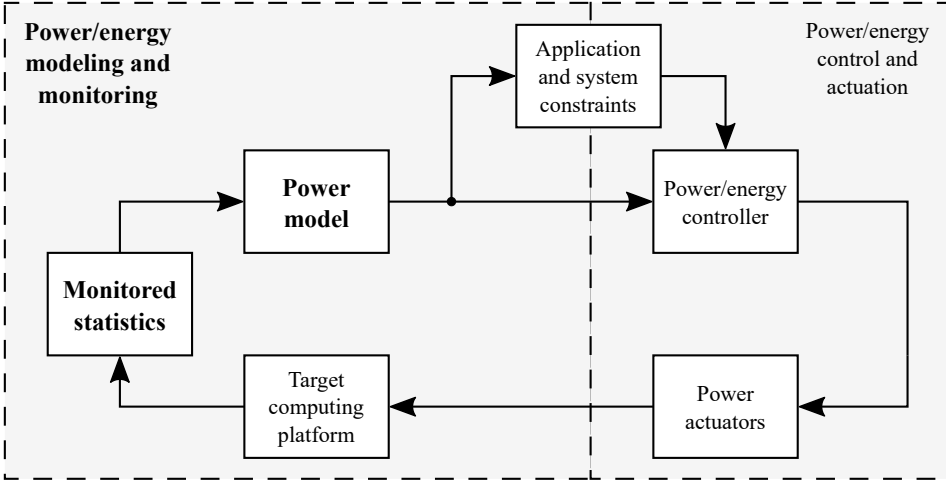 Power/energy
modeling and
monitoring
Application
and system
constraints
Power/energy
control and
actuation
Power
model
Power/energy
controller
Monitored
statistics
Target
computing
platform
Power
actuators